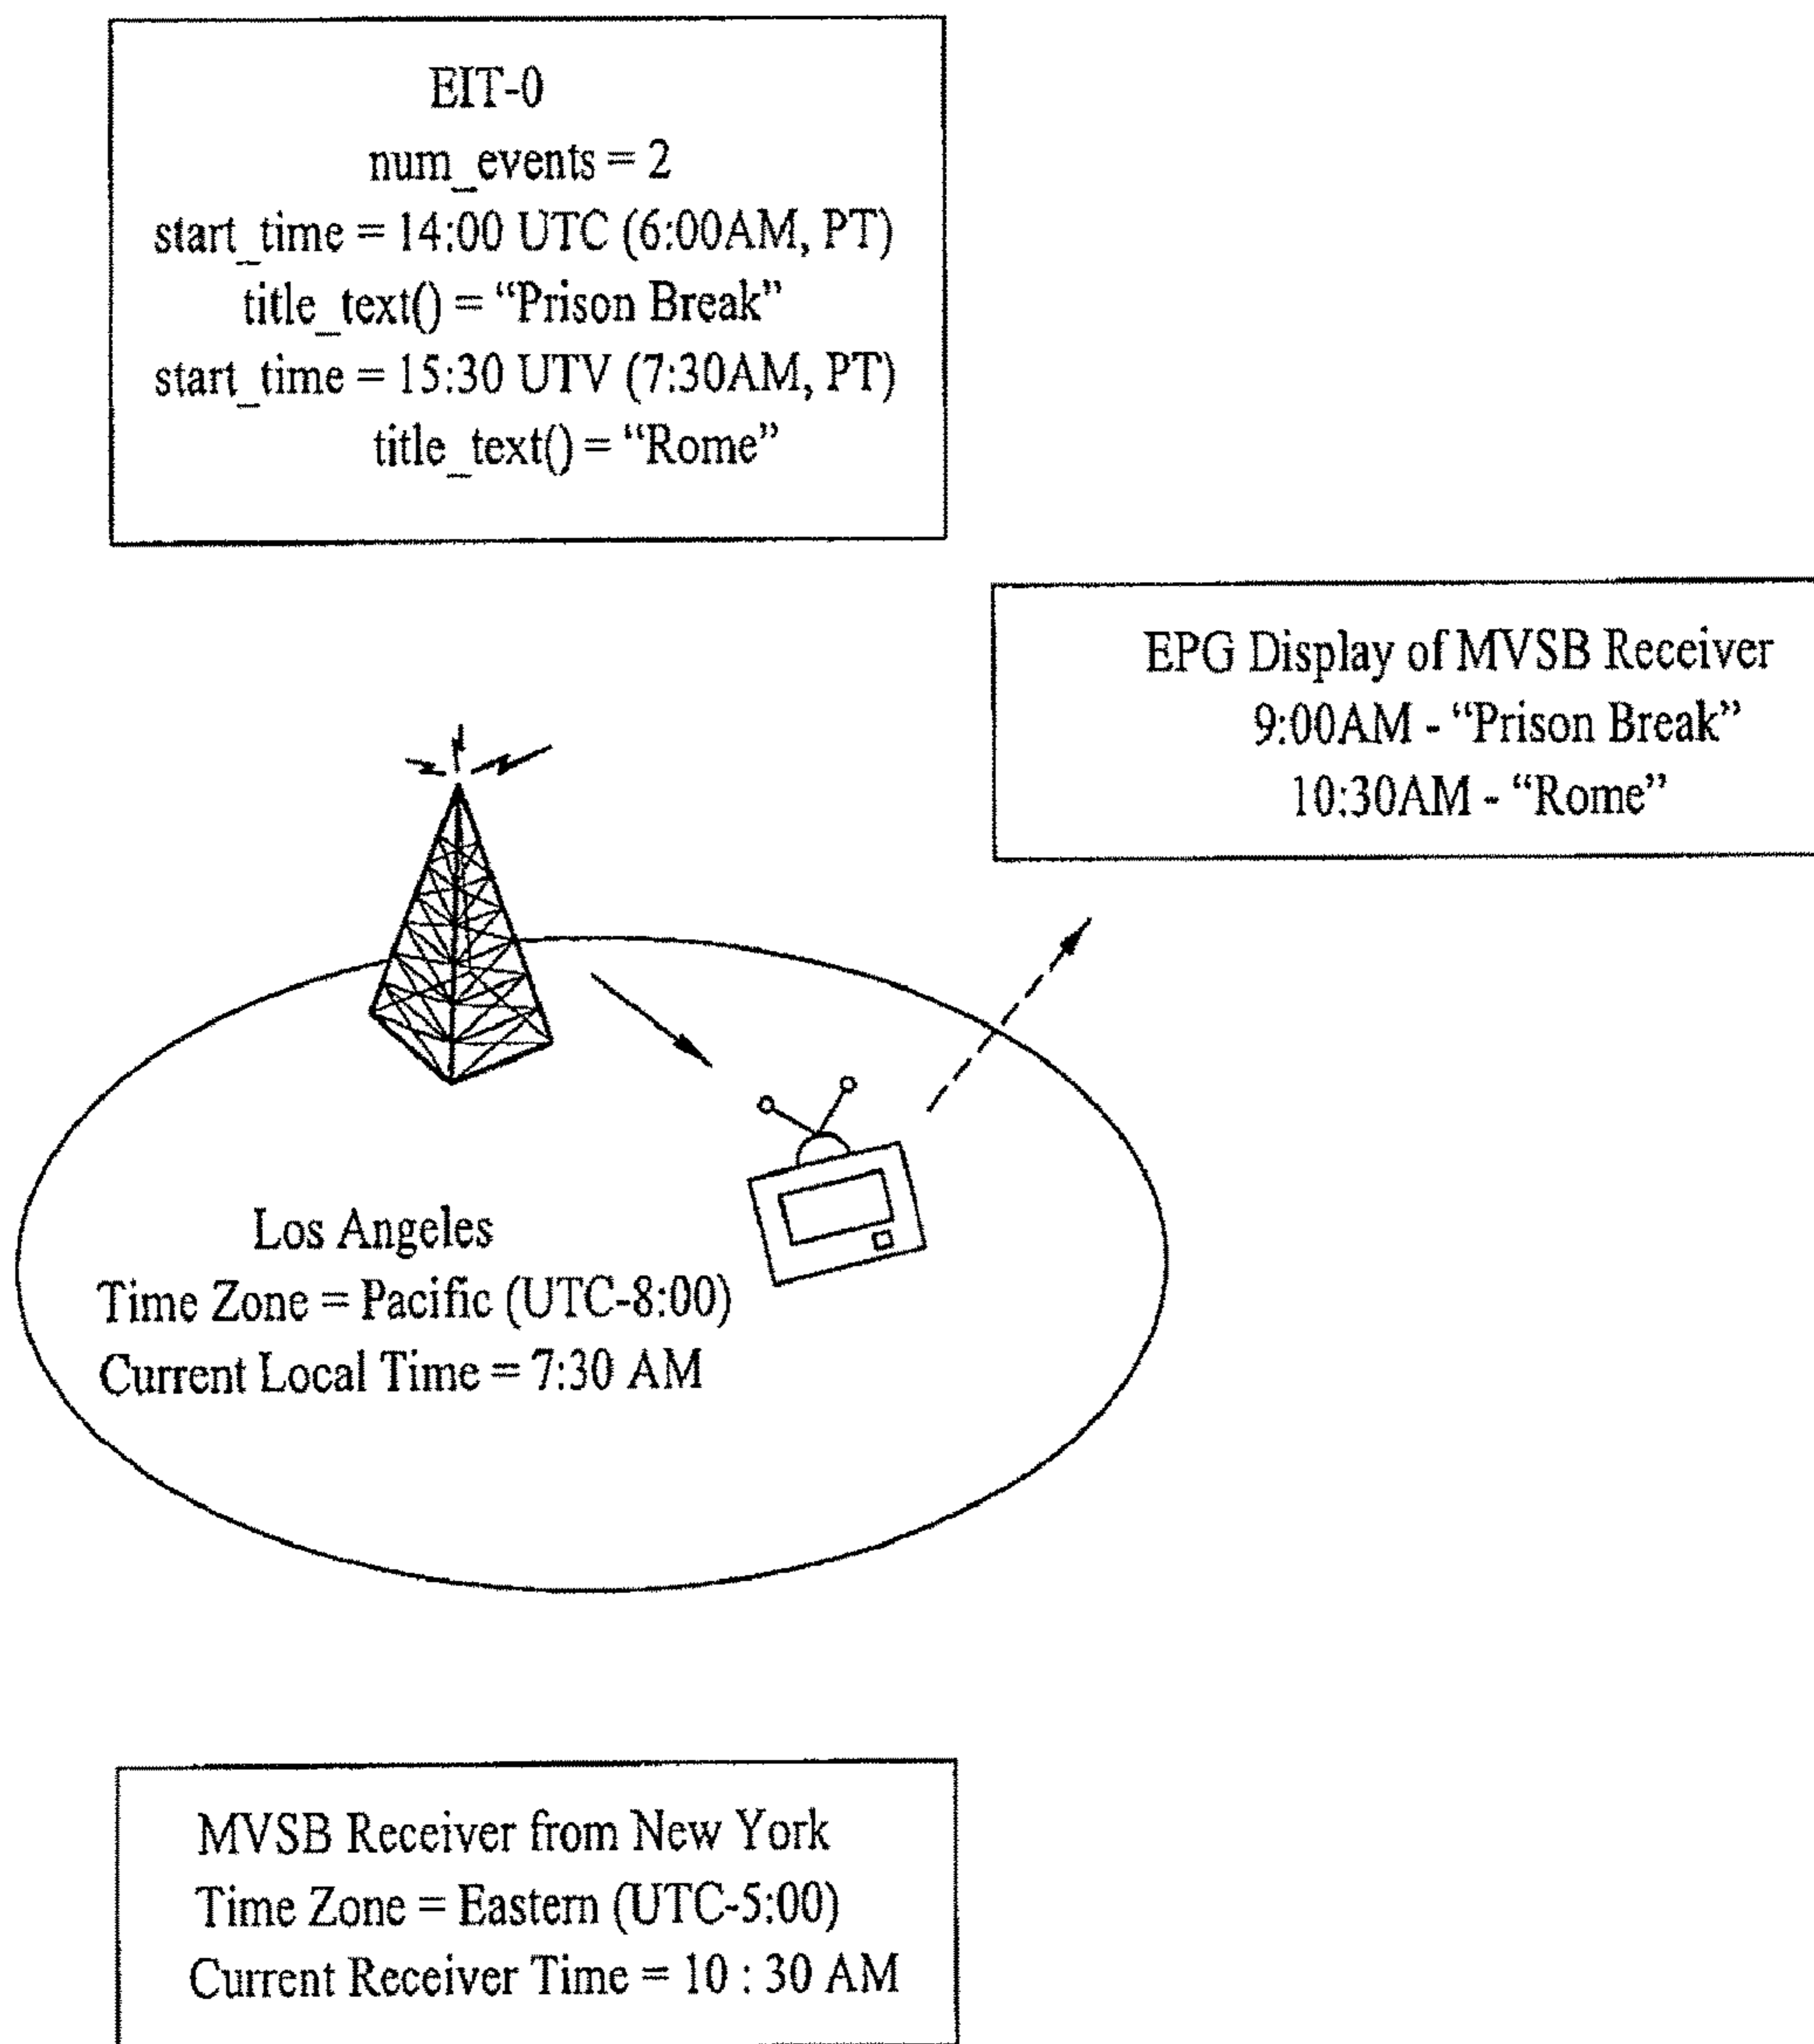 EIT-0
num_events = 2
start_time = 14:00 UTC (6:00AM, PT)
title_text() = “Prison Break”
start_time = 15:30 UTV (7:30AM, PT)
title_text() = “Rome”
EPG Display of MVSB Receiver
9:00AM - “Prison Break”
10:30AM - “Rome”
Los Angeles
Time Zone = Pacific (UTC-8:00)
Current Local Time = 7:30 AM
MVSB Receiver from New York
Time Zone = Eastern (UTC-5:00)
Current Receiver Time = 10 : 30 AM